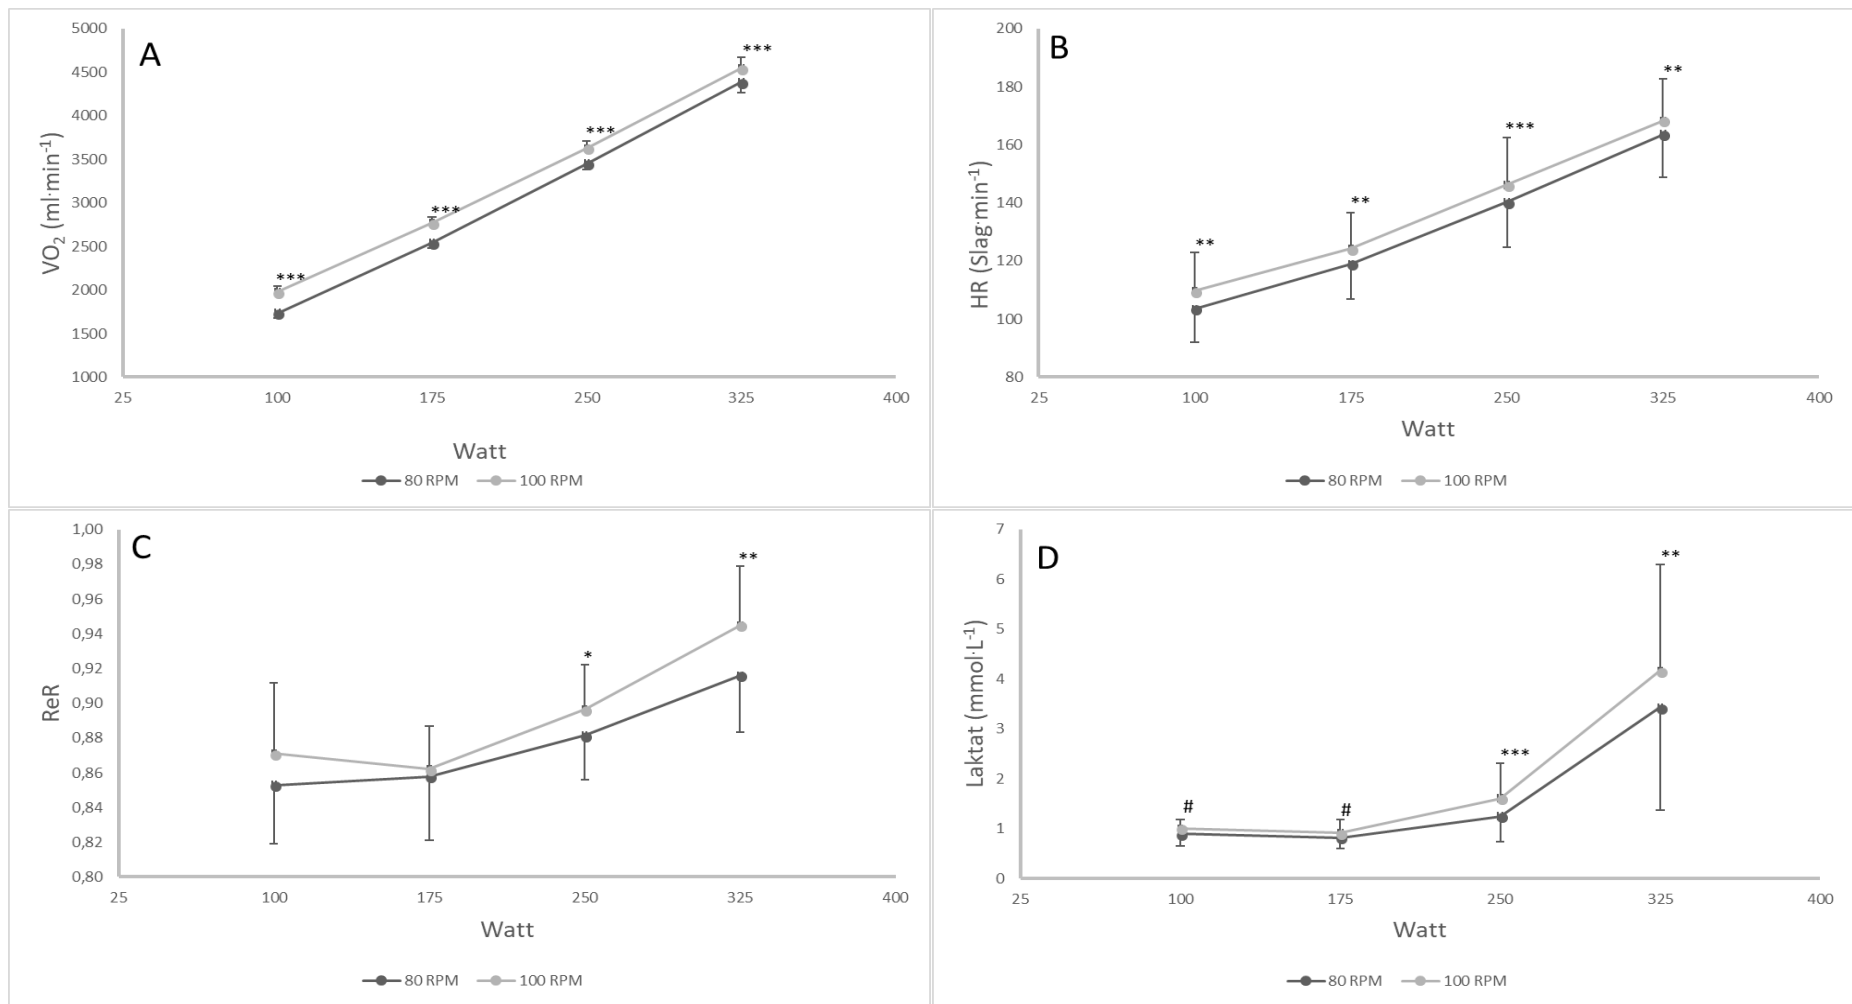 A
VO2 (ml·min-1)
5000
4500
4000
3500
3000
2500
2000
1500
1000
***
***
***
***
25 100 175 250 325 400
Watt
80 RPM 100 RPM
B
HR (Slag·min-1)
200
180
160
140
120
100
80
**
**
***
**
25 100 175 250 325 400
Watt
80 RPM 100 RPM
C
ReR
1,00
0,98
0,96
0,94
0,92
0,90
0,88
0,86
0,84
0,82
0,80
*
**
25 100 175 250 325 400
Watt
80 RPM 100 RPM
D
Laktat (mmol·L-1)
7
6
5
4
3
2
1
0
#
#
***
**
25 100 175 250 325 400
Watt
80 RPM 100 RPM